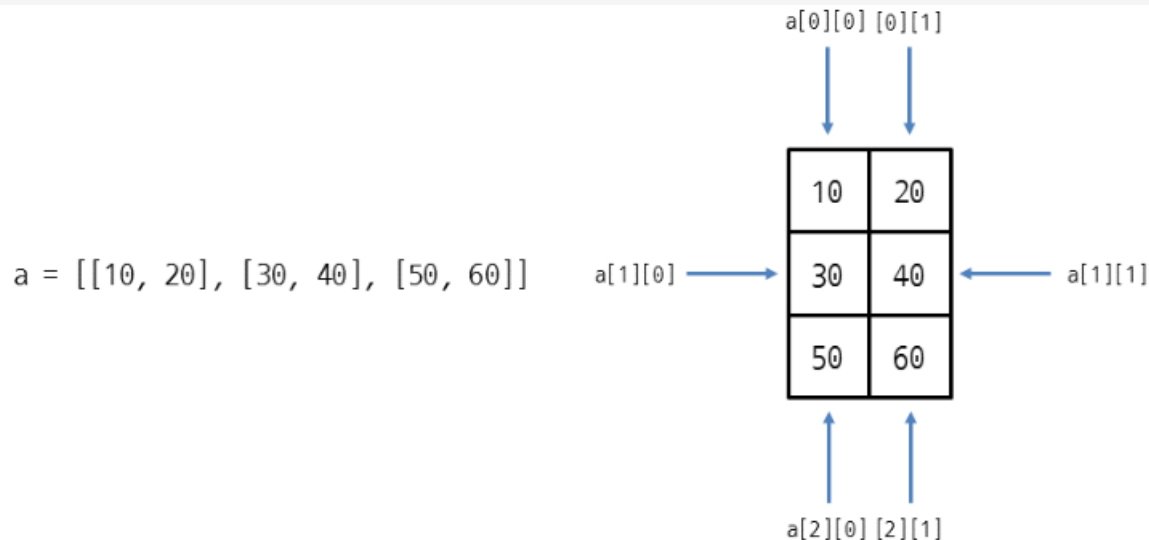 a[0][0] [0][1]
10 20
a = [[10, 20], [30, 40], [50, 60]] a[1][0] 30 40 a[1][1]
50 60
a[2][0] [2][1]